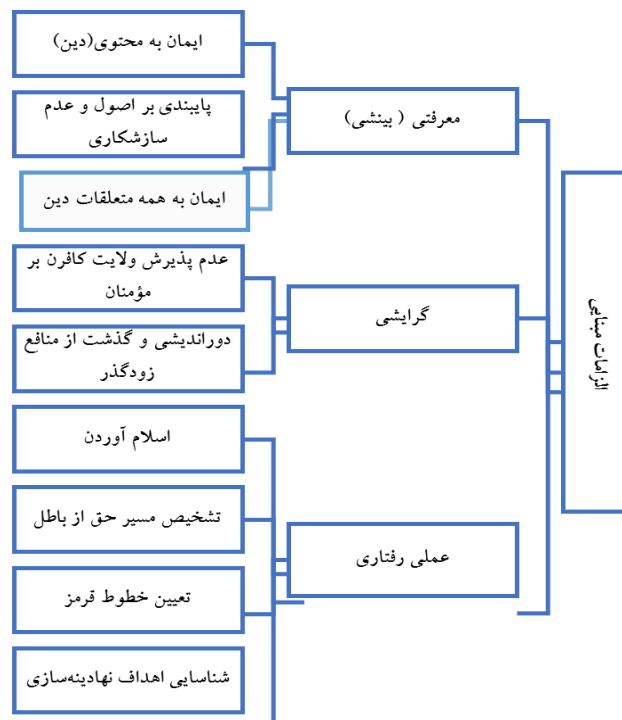 الزامات مبنایی
معرفتی ( بینشی)
ایمان به محتوی(دین)
پایبندی بر اصول و عدم
سازشکاری
ایمان به همه متعلقات دین
گرایشی
عدم پذیرش ولایت کافرن بر
مؤمنان
دوراندیشی و گذشت از منافع
زودگذر
عملی رفتاری
اسلام آوردن
تشخیص مسیر حق از باطل
تعیین خطوط قرمز
شناسایی اهداف نهادینه‌سازی